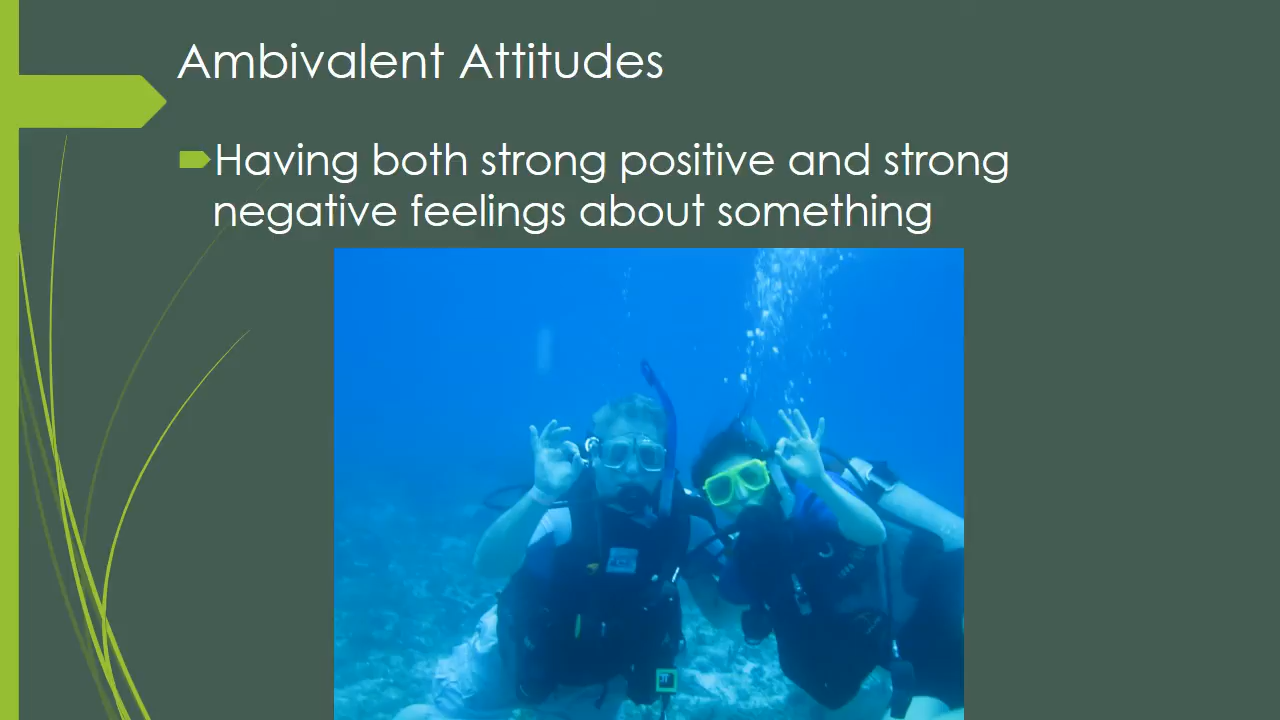 Ambivalent Attitudes
Having both strong positive and strong
negative feelings about something